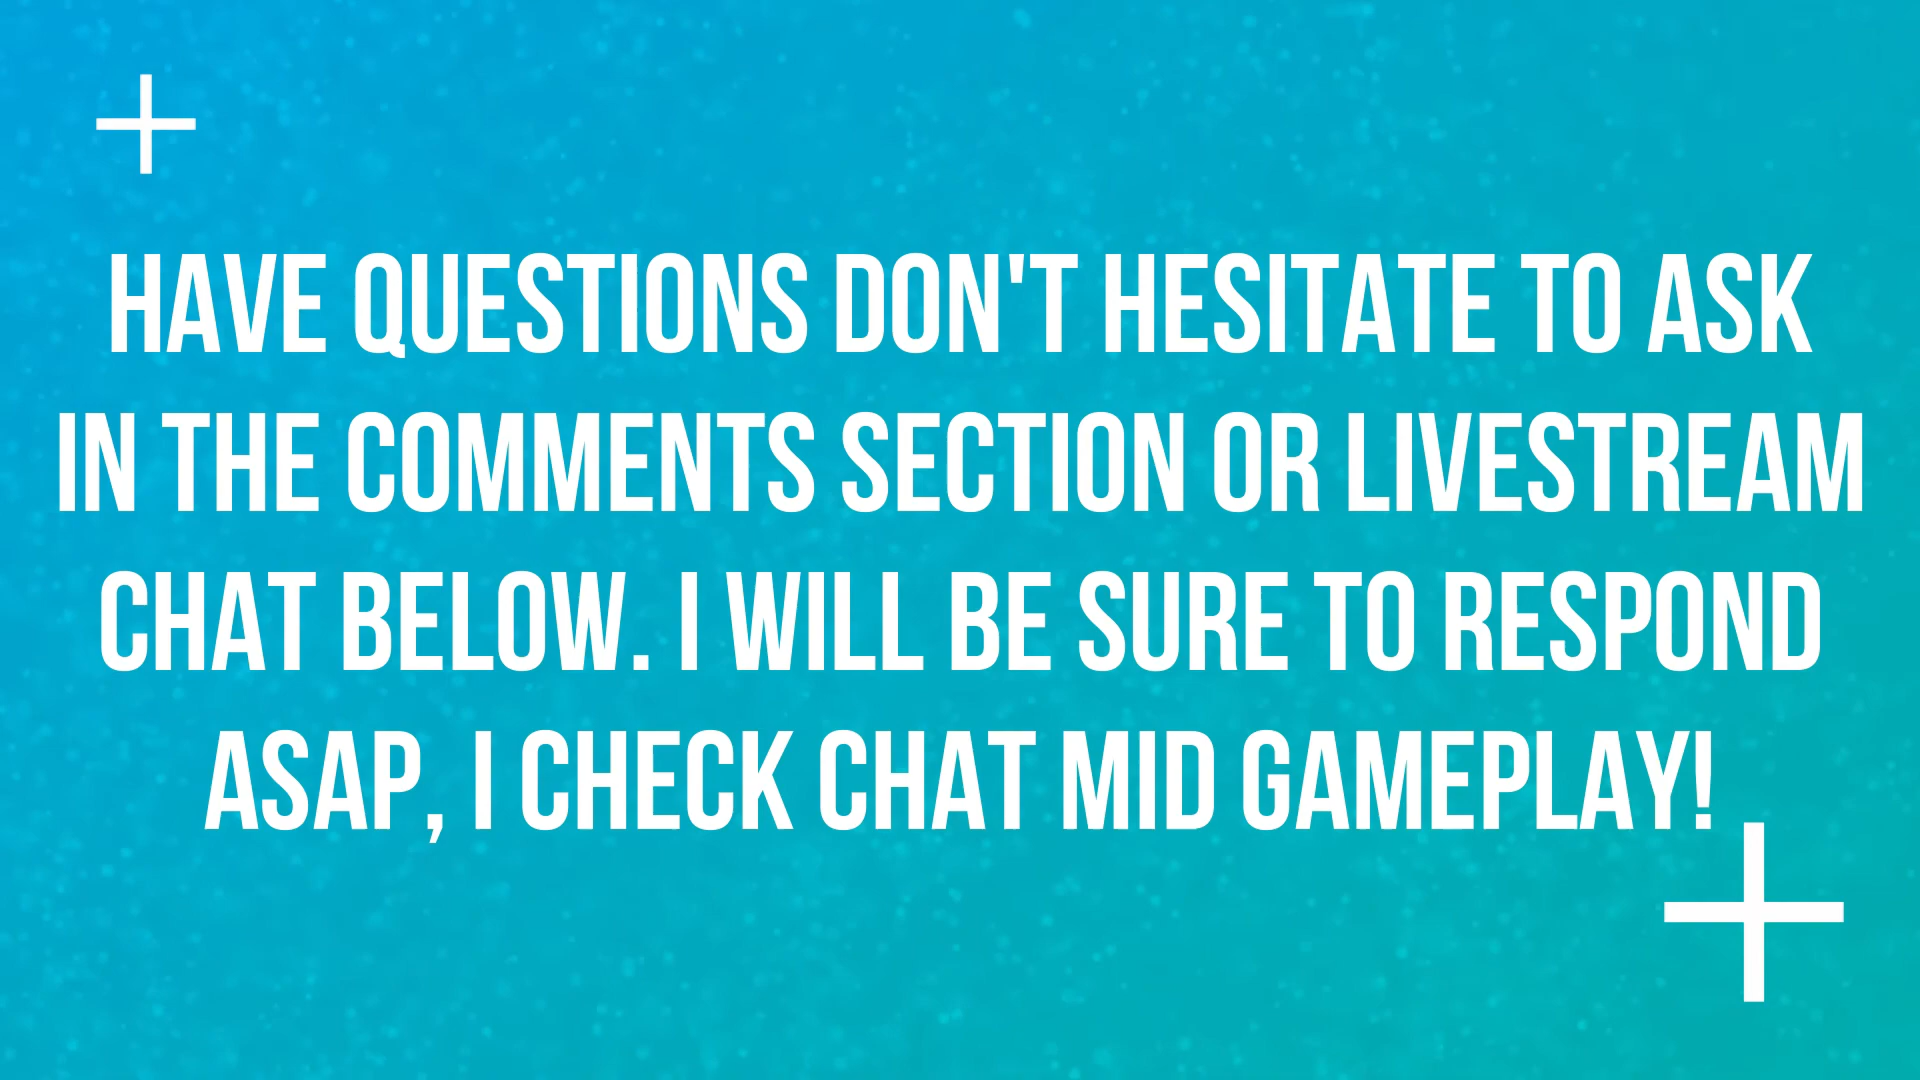 HAVE QUESTIONS DON'T HESITATE TO ASK
IN THE COMMENTS SECTION OR LIVESTREAM
CHAT BELOW. I WILL BE SURE TO RESPOND
ASAP, I CHECK CHAT MID GAMEPLAY!